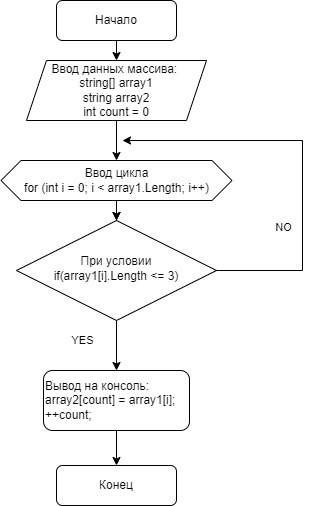 Начало
Ввод данных массива:
string[] array1
string array2
int count = 0
Ввод цикла
for (int i = 0; i < array1.Length; i++)
NO
При условии
if(array1[i].Length <= 3)
YES
Вывод на консоль:
array2[count] = array1[i];
++count;
Конец